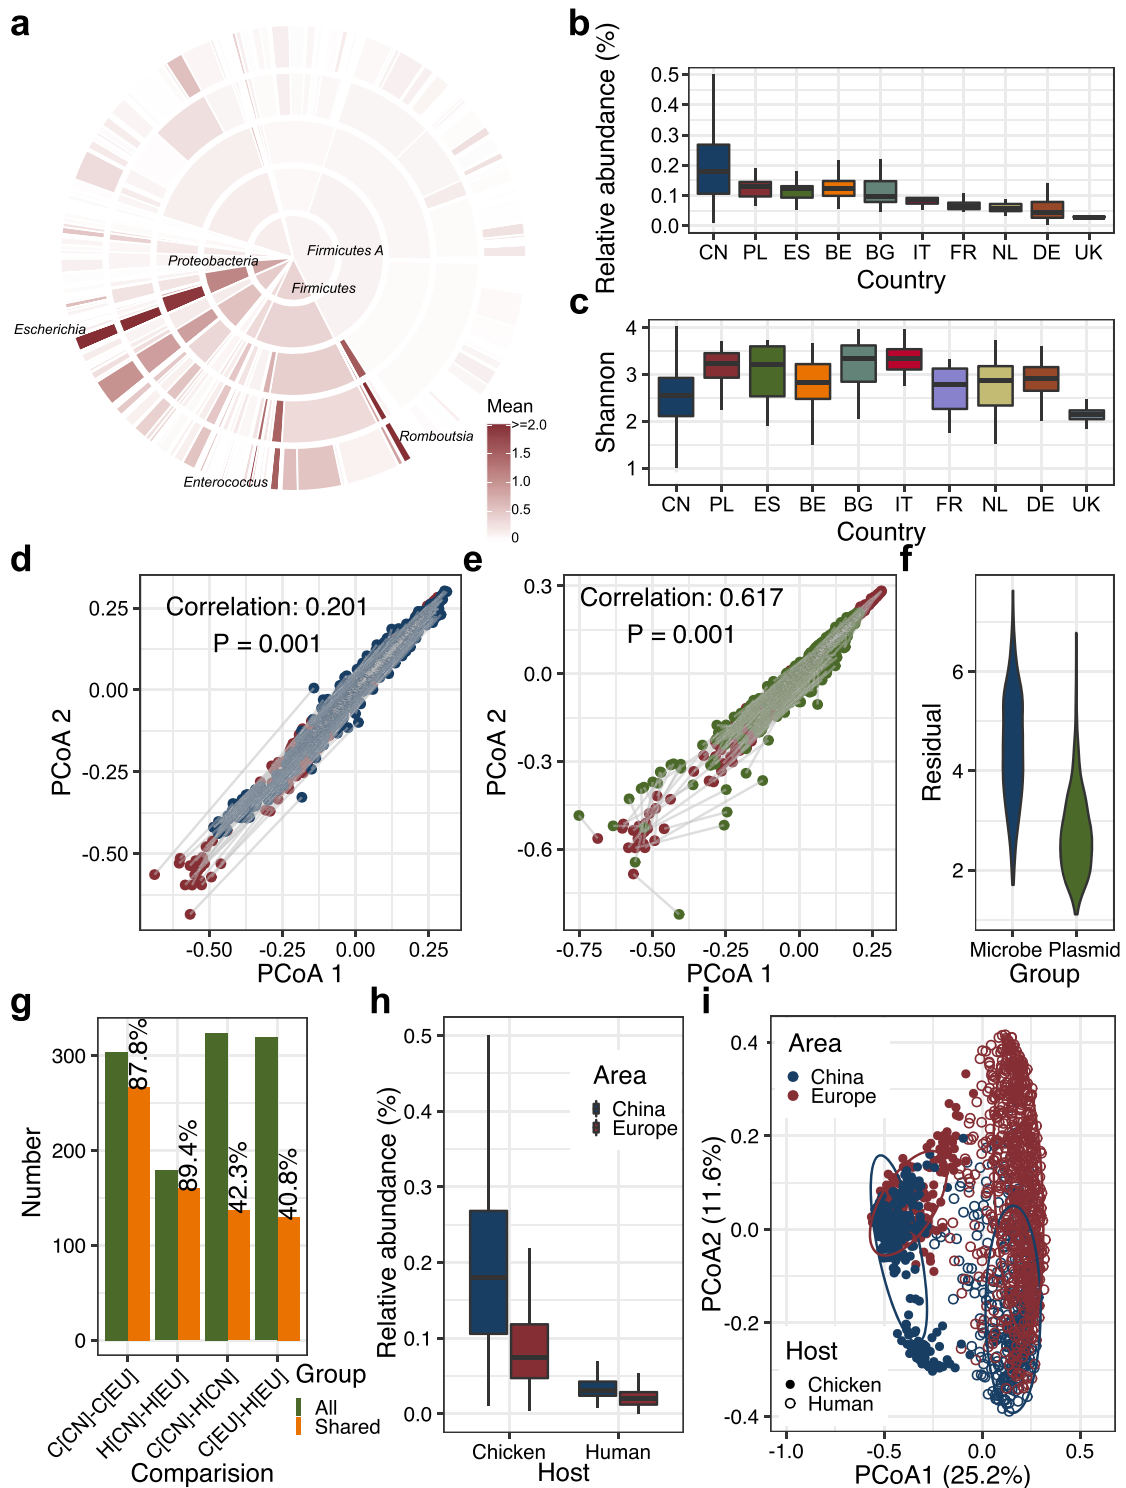 a
Firmicutes A
Proteobacteria
Firmicutes
Escherichia
Romboutsia
Enterococcus
Mean
>=2.0
1.5
1.0
0.5
0
b
Relative abundance (%)
0.5
0.4
0.3
0.2
0.1
0.0
CN PL ES BE BG IT FR NL DE UK
Country
c
Shannon
4
3
2
1
CN PL ES BE BG IT FR NL DE UK
Country
d
Correlation: 0.201
P = 0.001
PCoA 2
0.25
0.00
-0.25
-0.50
-0.50 -0.25 0.00 0.25
PCoA 1
e
Correlation: 0.617
P = 0.001
PCoA 2
0.3
0.0
-0.3
-0.6
-0.75 -0.50 -0.25 0.00 0.25
PCoA 1
f
Residual
6
4
2
Microbe Plasmid
Group
g
Number
300
200
100
0
87.8%
89.4%
42.3%
40.8%
C[CN]-C[EU]
H[CN]-H[EU]
C[CN]-H[CN]
C[EU]-H[EU]
Comparision
Group
All
Shared
h
Relative abundance (%)
0.5
0.4
0.3
0.2
0.1
0.0
Area
China
Europe
Chicken Human
Host
i
PCoA2 (11.6%)
0.4
0.2
0.0
-0.2
-0.4
Area
China
Europe
Host
Chicken
Human
-1.0 -0.5 0.0 0.5
PCoA1 (25.2%)